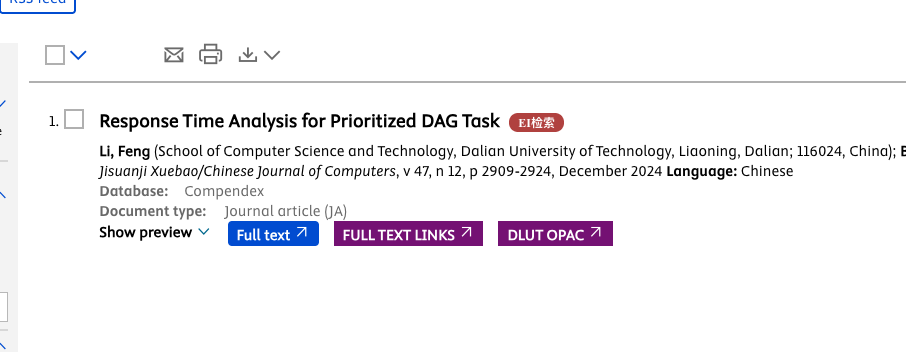 RSS feed
1. Response Time Analysis for Prioritized DAG Task EI检索
Li, Feng (School of Computer Science and Technology, Dalian University of Technology, Liaoning, Dalian; 116024, China);
Jisuanji Xuebao/Chinese Journal of Computers, v 47, n 12, p 2909-2924, December 2024 Language: Chinese
Database: Compendex
Document type: Journal article (JA)
Show preview Full text FULL TEXT LINKS DLUT OPAC